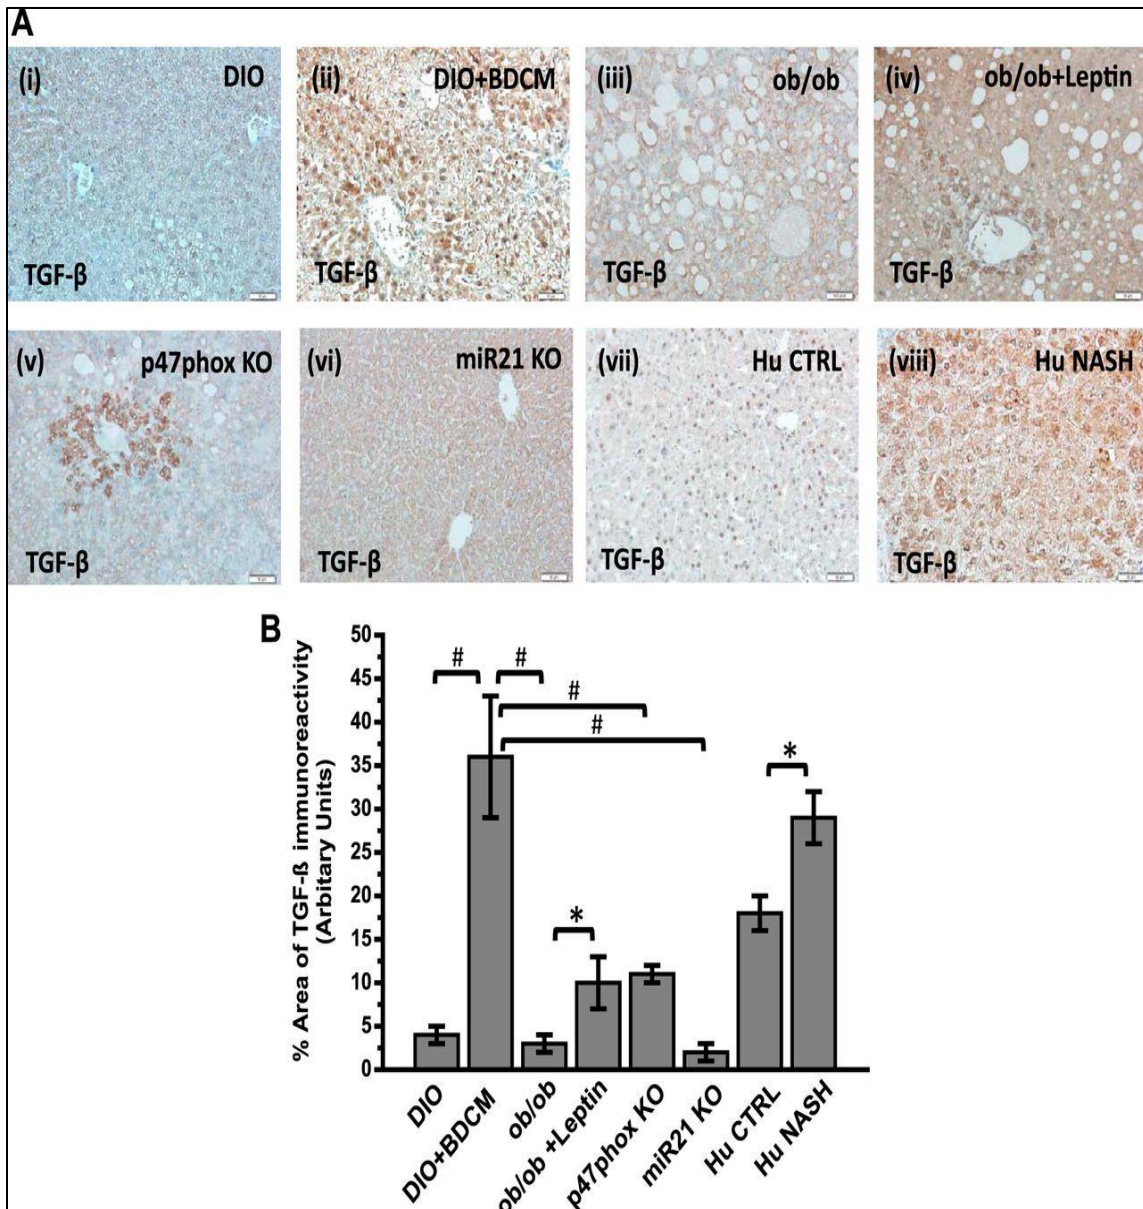 A
(i) DIO
TGF-β
(ii) DIO+BDCM
TGF-β
(iii) ob/ob
TGF-β
(iv) ob/ob+Leptin
TGF-β
(v) p47phox KO
TGF-β
(vi) miR21 KO
TGF-β
(vii) Hu CTRL
TGF-β
(viii) Hu NASH
TGF-β
B
% Area of TGF-ß immunoreactivity
(Arbitary Units)
50
45
40
35
30
25
20
15
10
5
0
#
#
#
#
*
*
DIO
DIO+BDCM
ob/ob
ob/ob +Leptin
p47phox KO
miR21 KO
Hu CTRL
Hu NASH